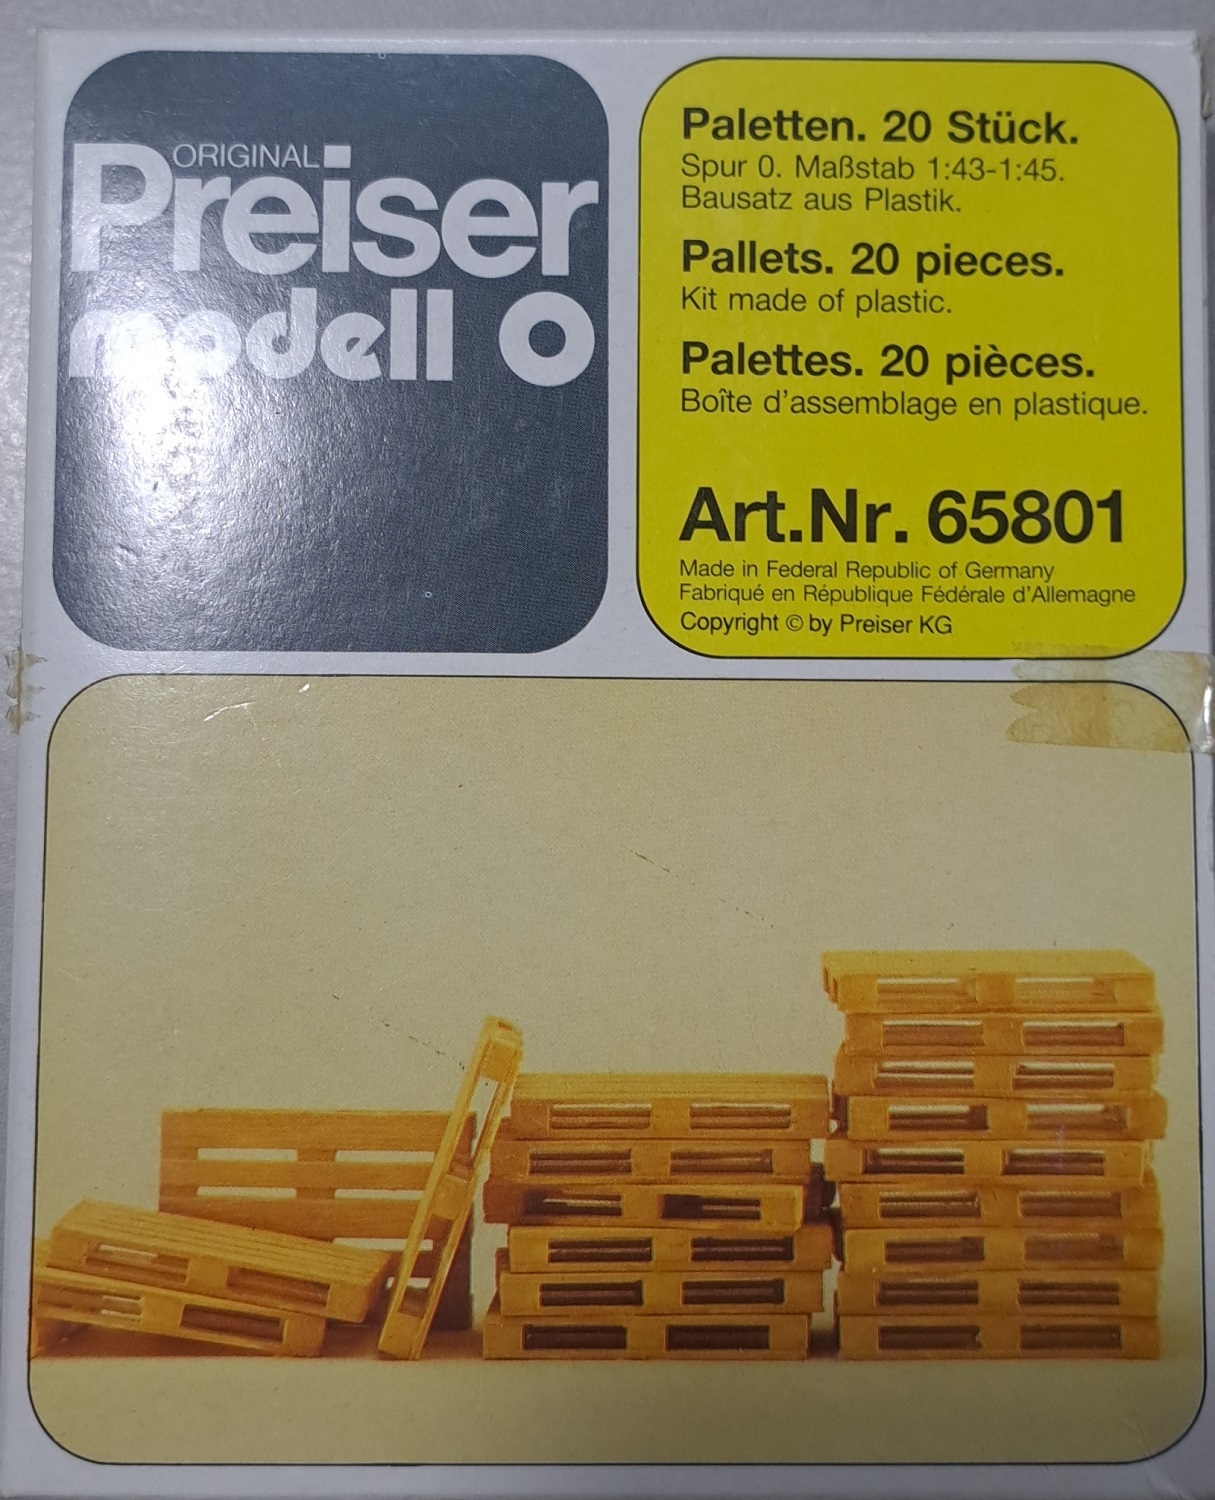 ORIGINAL
Preiser
modell O
Paletten. 20 Stück.
Spur 0. Maßstab 1:43-1:45.
Bausatz aus Plastik.
Pallets. 20 pieces.
Kit made of plastic.
Palettes. 20 pièces.
Boîte d'assemblage en plastique.
Art.Nr. 65801
Made in Federal Republic of Germany
Fabriqué en République Fédérale d'Allemagne
Copyright © by Preiser KG